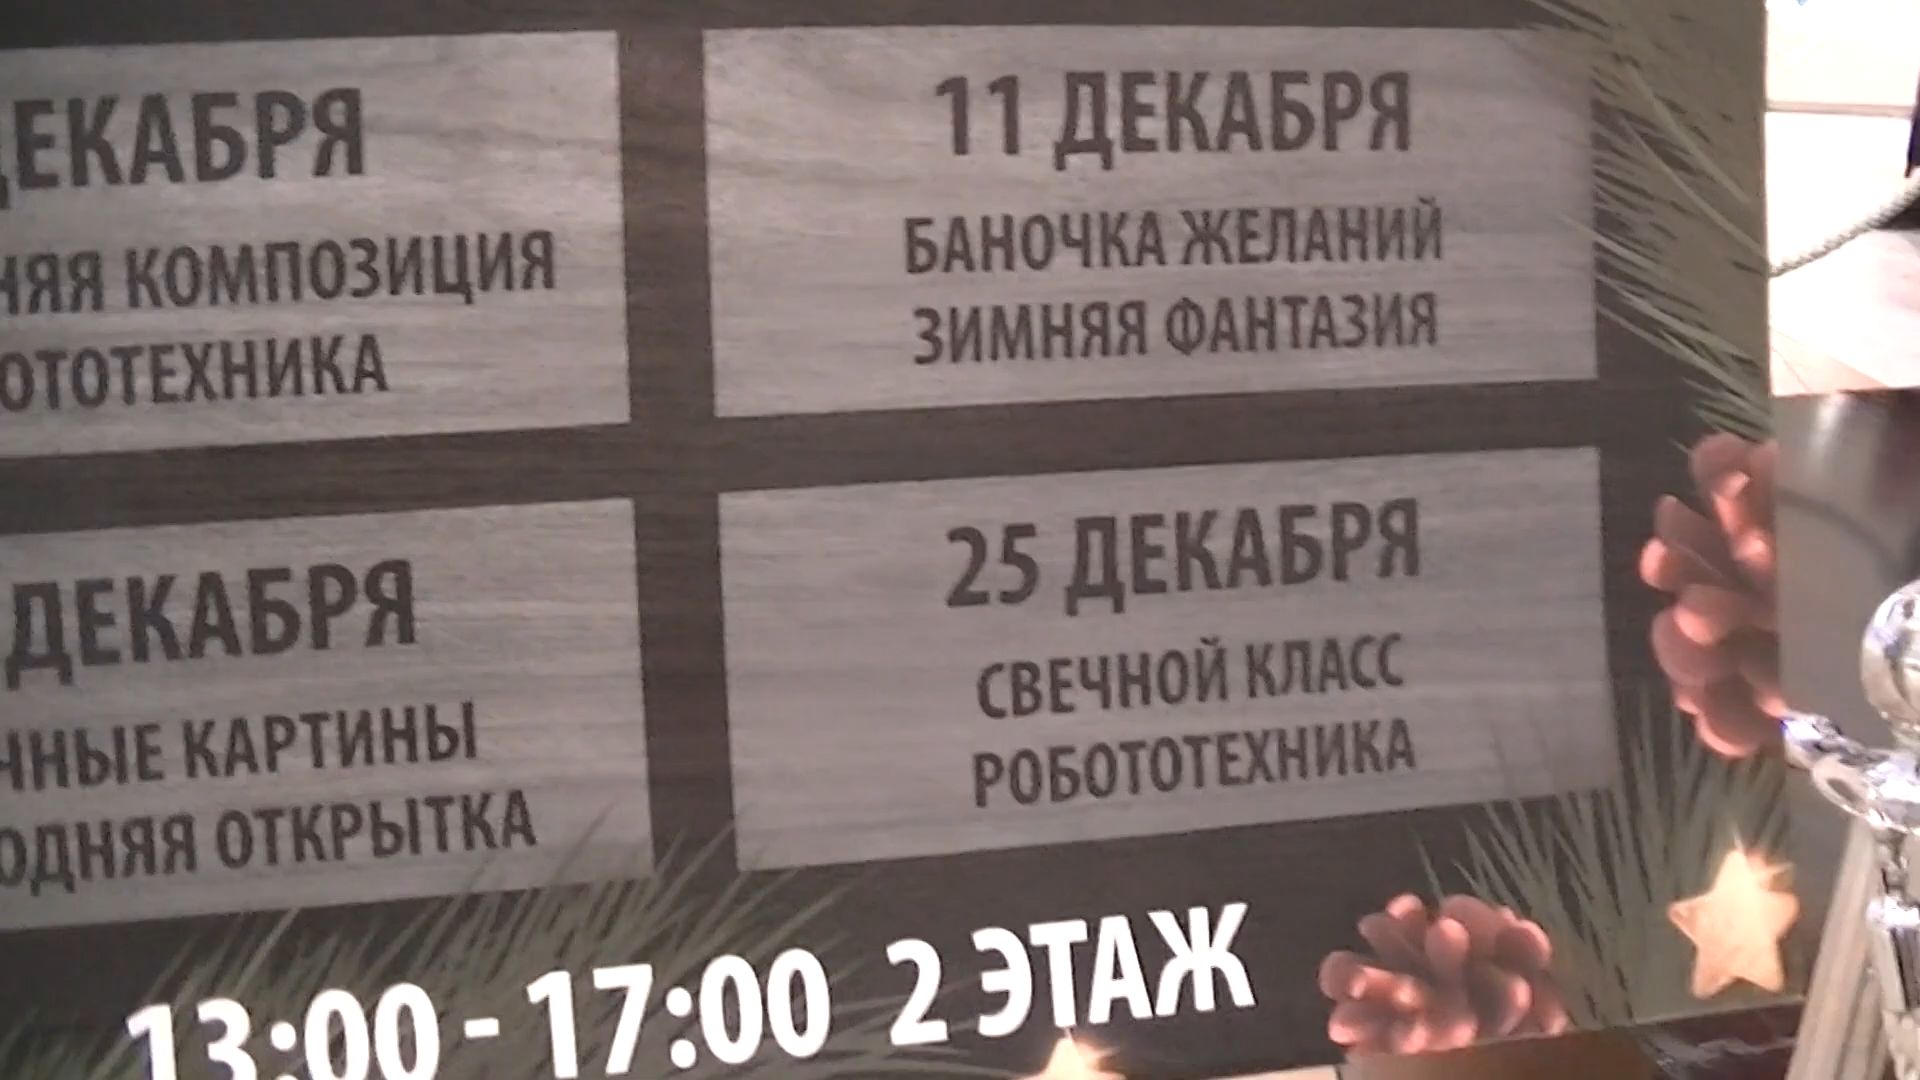 ДЕКАБРЯ
КОМПОЗИЦИЯ
11 ДЕКАБРЯ
БАНОЧКА ЖЕЛАНИЙ
ЗИМНЯЯ ФАНТАЗИЯ
ДЕКАБРЯ
КАРТИНЫ
ОТКРЫТКА
25 ДЕКАБРЯ
СВЕЧНОЙ КЛАСС
РОБОТОТЕХНИКА
13:00 - 17:00 2 ЭТАЖ